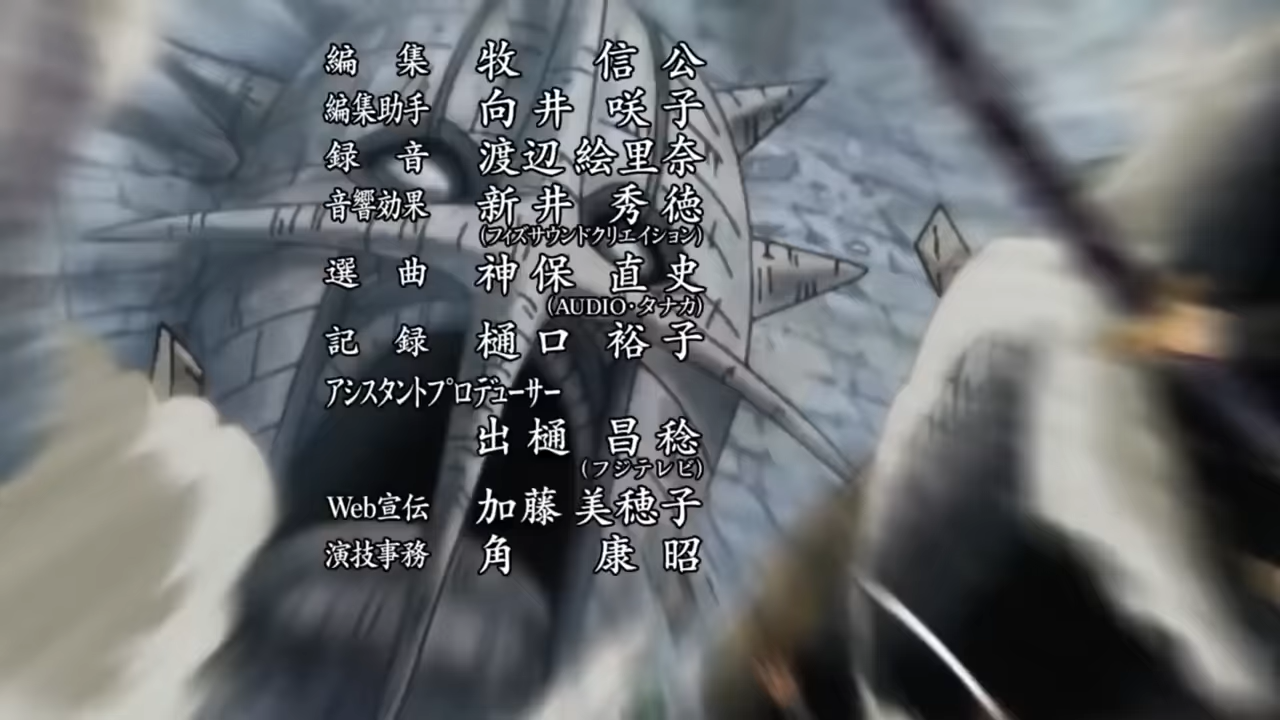 編集 牧信公
編集助手 向井咲子
録音 渡辺絵里奈
音響効果 新井秀徳
(フィズサウンドクリエイション)
選曲 神保直史
(AUDIO・タナカ)
記録 樋口裕子
アシスタントプロデューサー
出樋昌稔
(フジテレビ)
Web宣伝 加藤美穂子
演技事務 角康昭